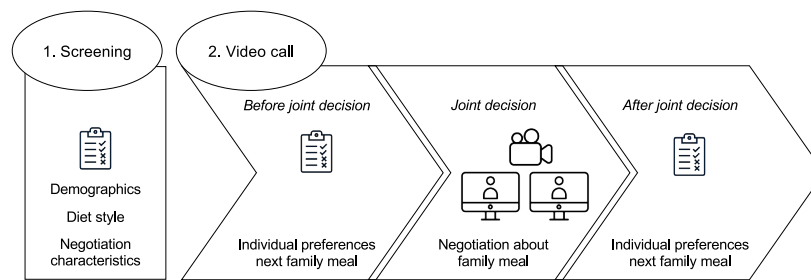 1. Screening
2. Video call
Demographics
Diet style
Negotiation
characteristics
Before joint decision
Individual preferences
next family meal
Joint decision
Negotiation about
family meal
After joint decision
Individual preferences
next family meal